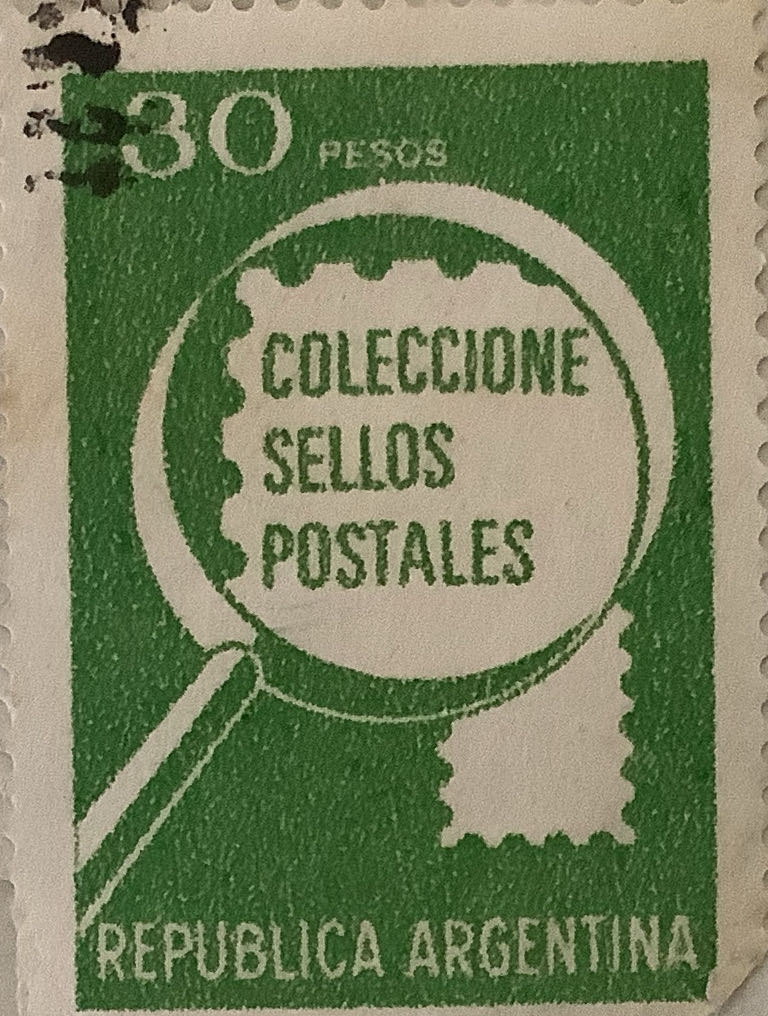 30 PESOS
COLECCIONE
SELLOS
POSTALES
REPUBLICA ARGENTINA